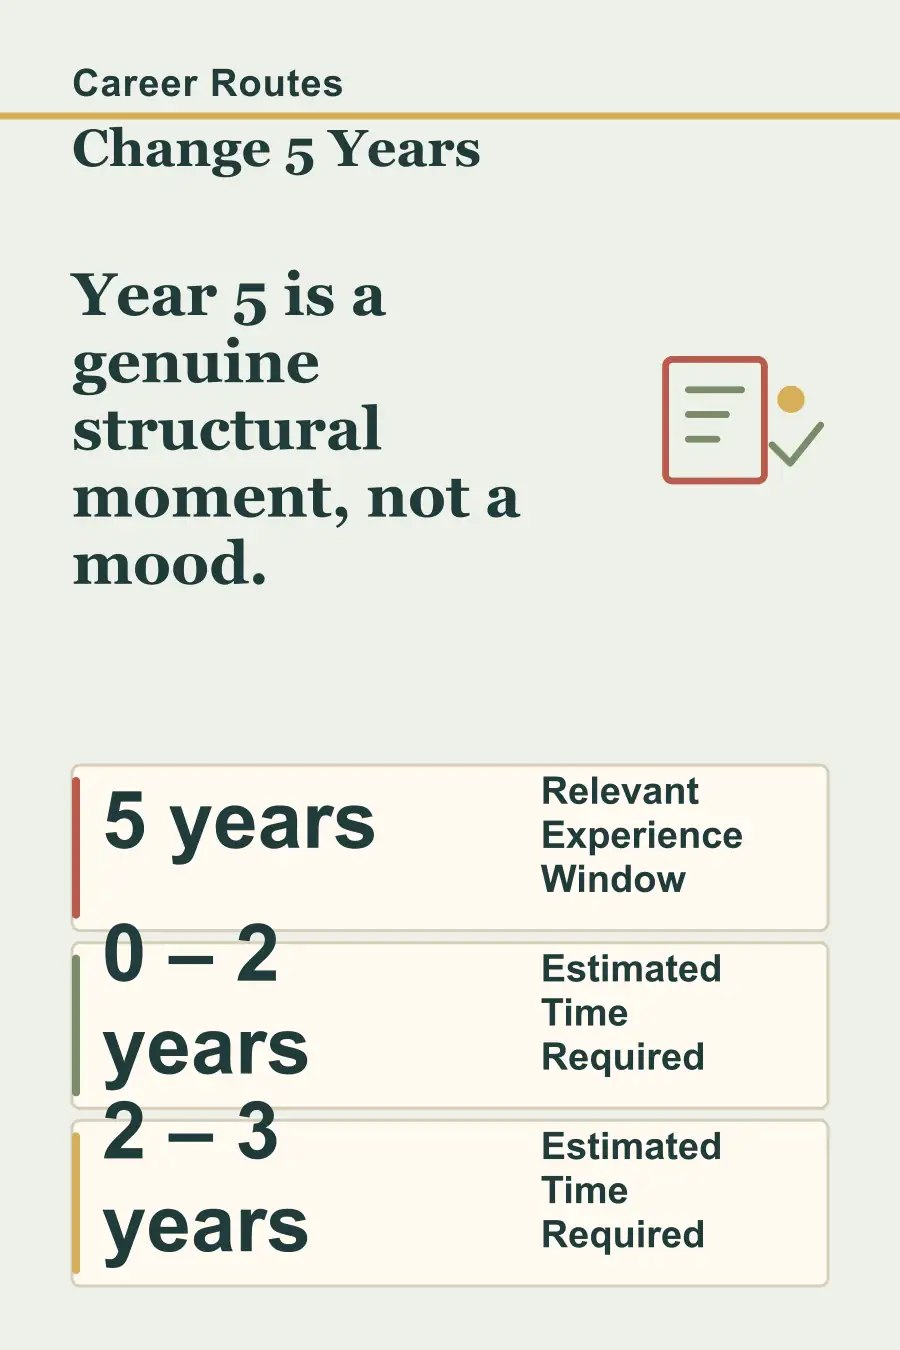 Career Routes
Change 5 Years
Year 5 is a
genuine
structural
moment, not a
mood.
5 years
Relevant
Experience
Window
0 – 2
years
Estimated
Time
Required
2 – 3
years
Estimated
Time
Required